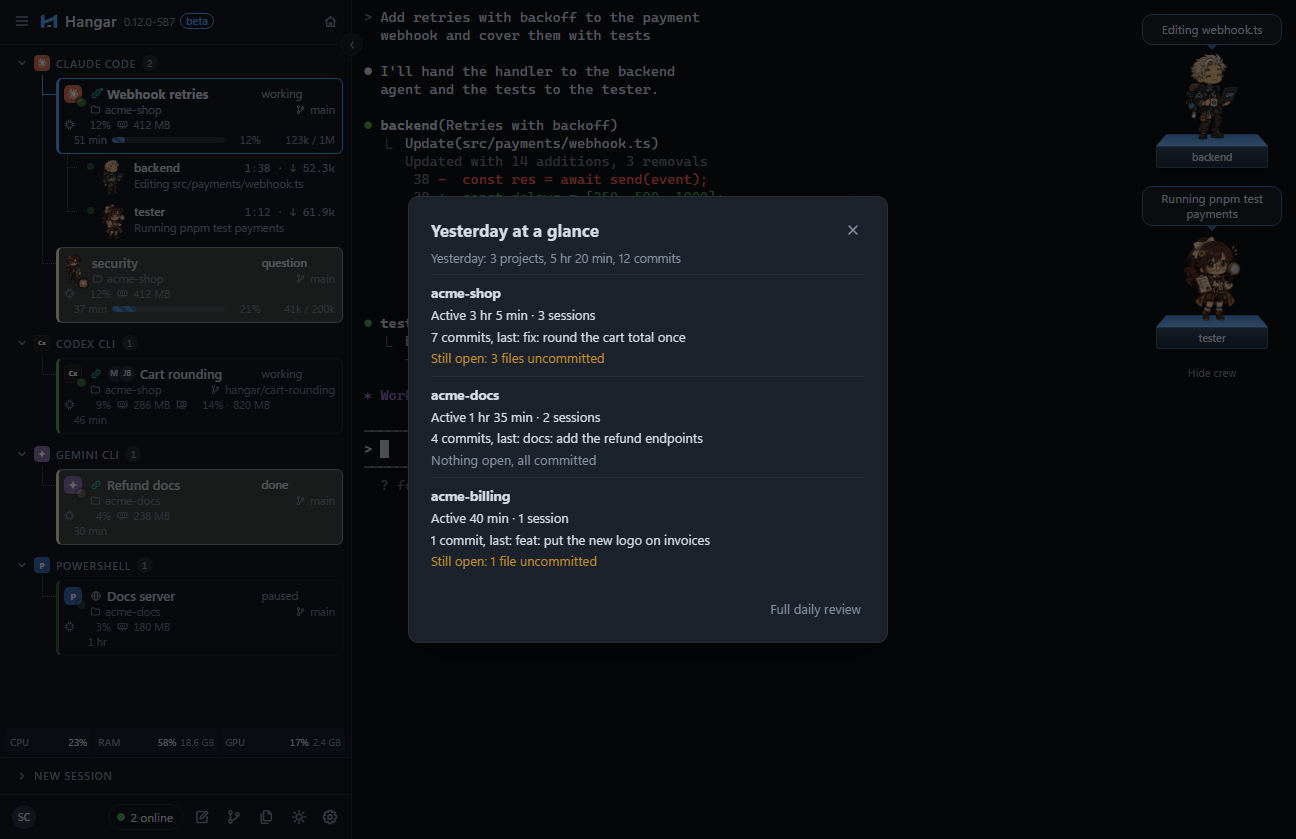 Hangar 0.12.0-587 beta
CLAUDE CODE 2
Webhook retries working
acme-shop main
12% 412 MB
51 min 12% 123k / 1M
backend 1:38 · ↓ 52.3k
Editing src/payments/webhook.ts
tester 1:12 · ↓ 61.9k
Running pnpm test payments
security question
acme-shop main
12% 412 MB
37 min 21% 41k / 200k
CODEX CLI 1
Cx M JB Cart rounding working
acme-shop hangar/cart-rounding
9% 286 MB 14% · 820 MB
46 min
GEMINI CLI 1
Refund docs done
acme-docs main
4% 238 MB
30 min
P POWERSHELL 1
P Docs server paused
acme-docs main
3% 180 MB
1 hr
CPU 23% RAM 58% 18.6 GB GPU 17% 2.4 GB
NEW SESSION
SC 2 online
> Add retries with backoff to the payment
webhook and cover them with tests
● I'll hand the handler to the backend
agent and the tests to the tester.
● backend(Retries with backoff)
Update(src/payments/webhook.ts)
Updated with 14 additions, 3 removals
38 - const res = await send(event);
>
Yesterday at a glance
Yesterday: 3 projects, 5 hr 20 min, 12 commits
acme-shop
Active 3 hr 5 min · 3 sessions
7 commits, last: fix: round the cart total once
Still open: 3 files uncommitted
acme-docs
Active 1 hr 35 min · 2 sessions
4 commits, last: docs: add the refund endpoints
Nothing open, all committed
acme-billing
Active 40 min · 1 session
1 commit, last: feat: put the new logo on invoices
Still open: 1 file uncommitted
Full daily review
Editing webhook.ts
backend
Running pnpm test
payments
tester
Hide crew